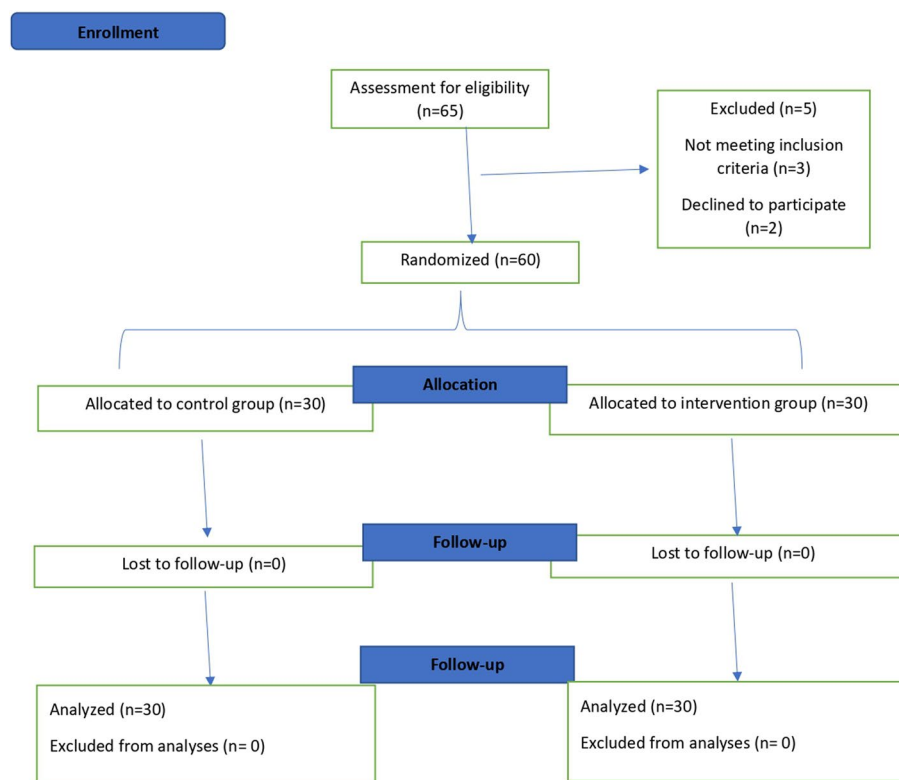 Enrollment
Assessment for eligibility
(n=65)
Excluded (n=5)
Not meeting inclusion
criteria (n=3)
Declined to participate
(n=2)
Randomized (n=60)
Allocation
Allocated to control group (n=30)
Allocated to intervention group (n=30)
Follow-up
Lost to follow-up (n=0)
Lost to follow-up (n=0)
Follow-up
Analyzed (n=30)
Excluded from analyses (n= 0)
Analyzed (n=30)
Excluded from analyses (n= 0)